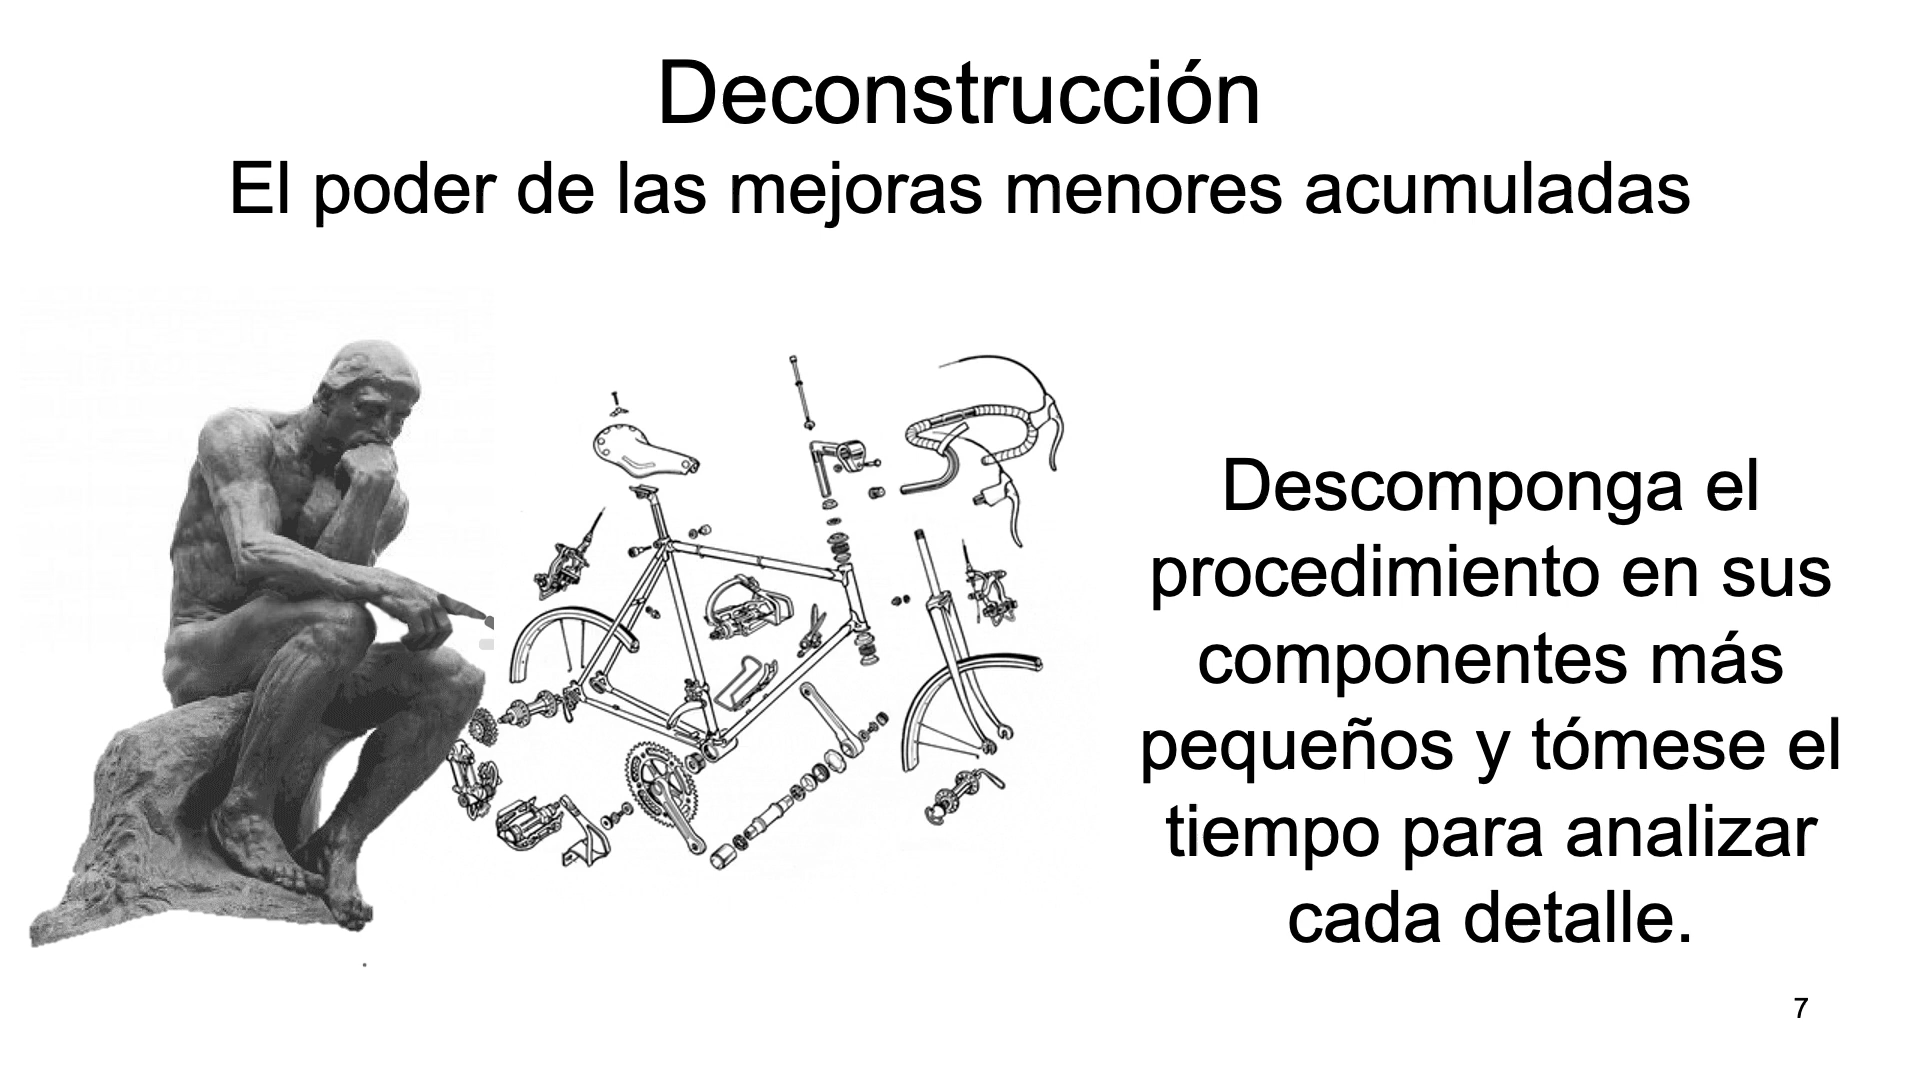 Deconstrucción
El poder de las mejoras menores acumuladas
Descomponga el
procedimiento en sus
componentes más
pequeños y tómese el
tiempo para analizar
cada detalle.
7